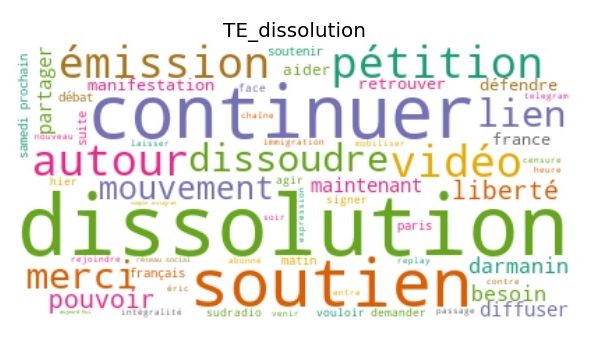 TE_dissolution
samedi prochain
partager
émission
soutenir
aider
pétition
manifestation
face
retrouver
défendre
telegram
débat
suite
continuer
chaîne
lien
nouveau
laisser
immigration
mobiliser
france
autour
dissoudre
vidéo
censure
heure
hier
mouvement
agir
maintenant
liberté
signer
compte instagram
dissolution
soir
expression
paris
rejoindre
réseau social
abonné
matin
replay
contre
darmanin
merci
français
éric
soutien
entre
besoin
pouvoir
aujourd hui
intégralité
sudradio
venir
vouloir
demander
passage
diffuser